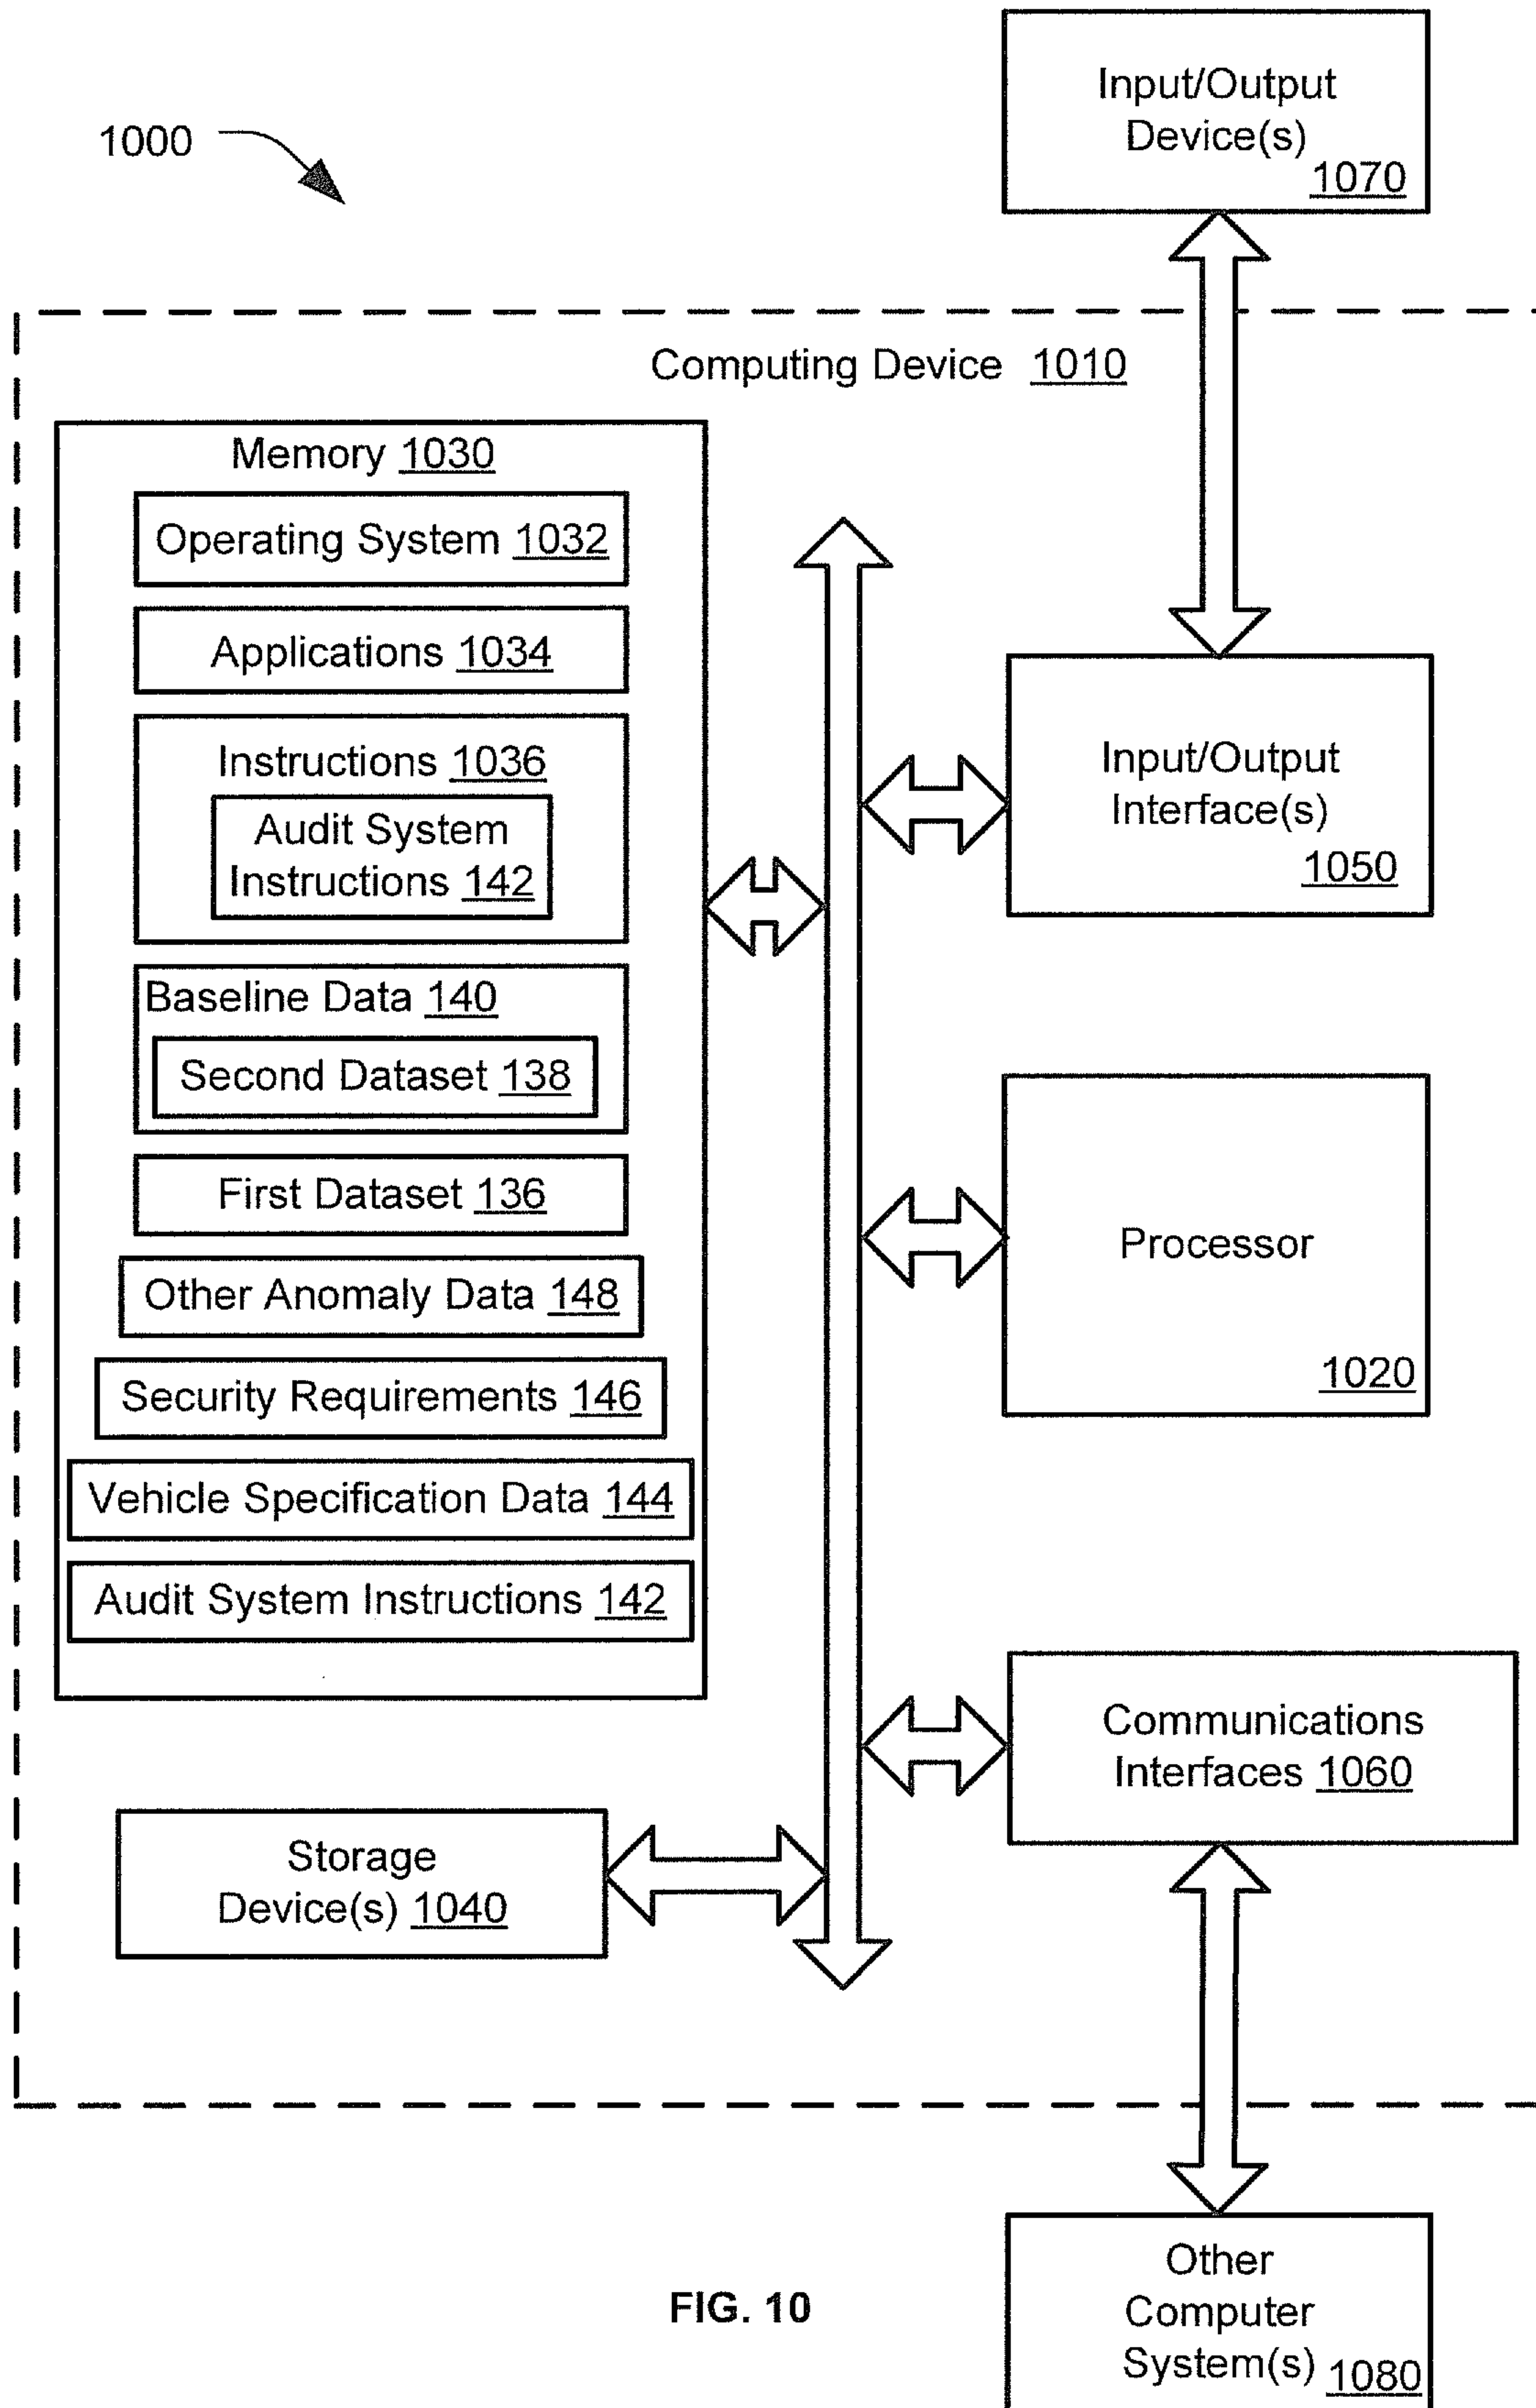 Input/Output
Device(s)
1070
1000
Computing Device 1010
Memory 1030
Operating System 1032
Applications 1034
Instructions 1036
Audit System
Instructions 142
Baseline Data 140
Second Dataset 138
First Dataset 136
Other Anomaly Data 148
Security Requirements 146
Vehicle Specification Data 144
Audit System Instructions 142
Storage
Device(s) 1040
Input/Output
Interface(s)
1050
Processor
1020
Communications
Interfaces 1060
Other
Computer
System(s) 1080
FIG. 10